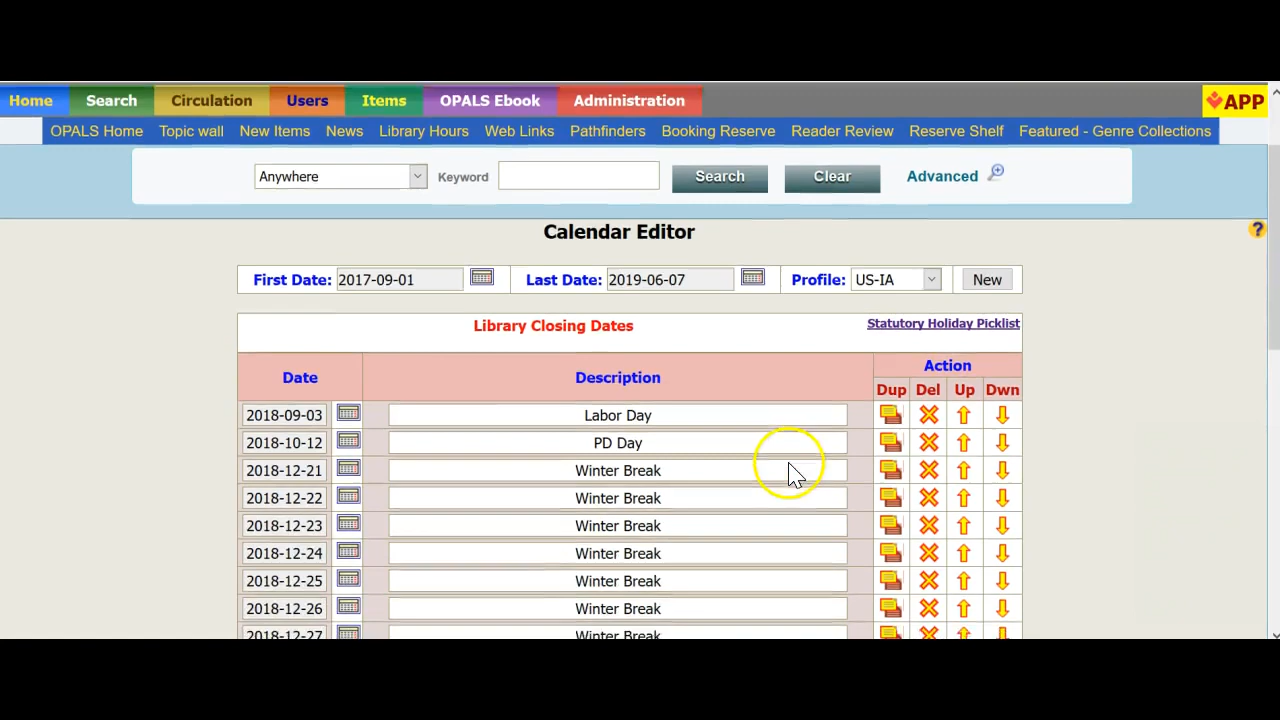 Home Search Circulation Users Items OPALS Ebook Administration APP
OPALS Home Topic wall New Items News Library Hours Web Links Pathfinders Booking Reserve Reader Review Reserve Shelf Featured - Genre Collections
Anywhere Keyword Search Clear Advanced
Calendar Editor ?
First Date: 2017-09-01 Last Date: 2019-06-07 Profile: US-IA New
Library Closing Dates Statutory Holiday Picklist
Date Description Action
Dup Del Up Dwn
2018-09-03 Labor Day
2018-10-12 PD Day
2018-12-21 Winter Break
2018-12-22 Winter Break
2018-12-23 Winter Break
2018-12-24 Winter Break
2018-12-25 Winter Break
2018-12-26 Winter Break
2018-12-27 Winter Break